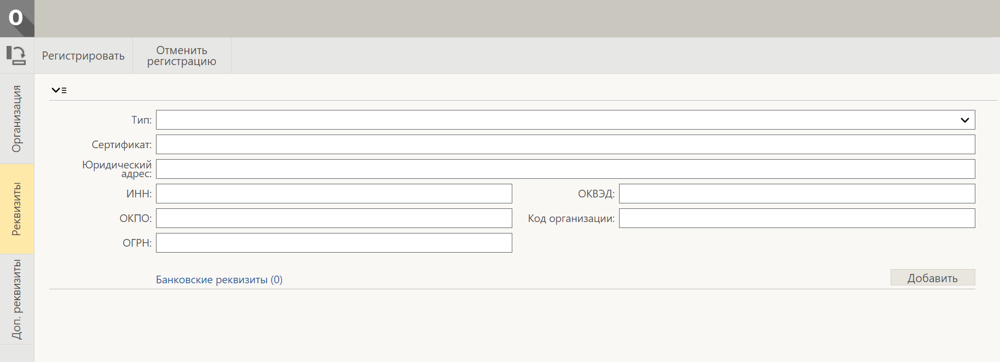 O
Регистрировать
Отменить
регистрацию
Организация
Реквизиты
Доп. реквизиты
Тип:
Сертификат:
Юридический
адрес:
ИНН:
ОКВЭД:
ОКПО:
Код организации:
ОГРН:
Банковские реквизиты (0)
Добавить